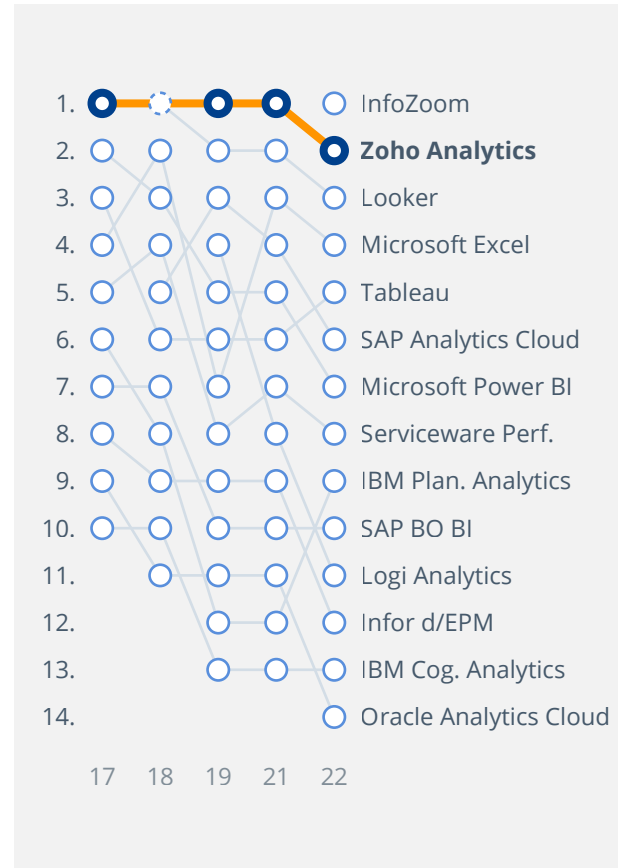 1. InfoZoom
2. Zoho Analytics
3. Looker
4. Microsoft Excel
5. Tableau
6. SAP Analytics Cloud
7. Microsoft Power BI
8. Serviceware Perf.
9. IBM Plan. Analytics
10. SAP BO BI
11. Logi Analytics
12. Infor d/EPM
13. IBM Cog. Analytics
14. Oracle Analytics Cloud
17 18 19 21 22